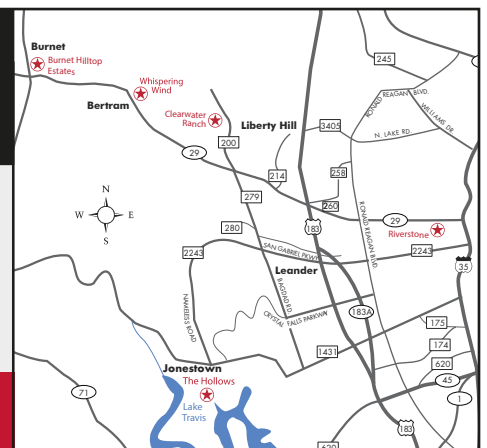 Burnet
Burnet Hilltop
Estates
Whispering
Wind
Bertram
Clearwater
Ranch
Liberty Hill
245
RONALD REAGAN BLVD.
WILLIAMS DR.
3405
N. LAKE RD.
200
29
214
258
279
260
RONALD REAGAN BLVD.
29
183
Riverstone
280
SAN GABRIEL PKWY.
2243
2243
35
N
W E
S
Leander
BAGDAD RD.
NAMELESS ROAD
CRYSTAL FALLS PARKWAY
183A
175
174
1431
620
45
Jonestown
The Hollows
71
Lake
Travis
1
183
620